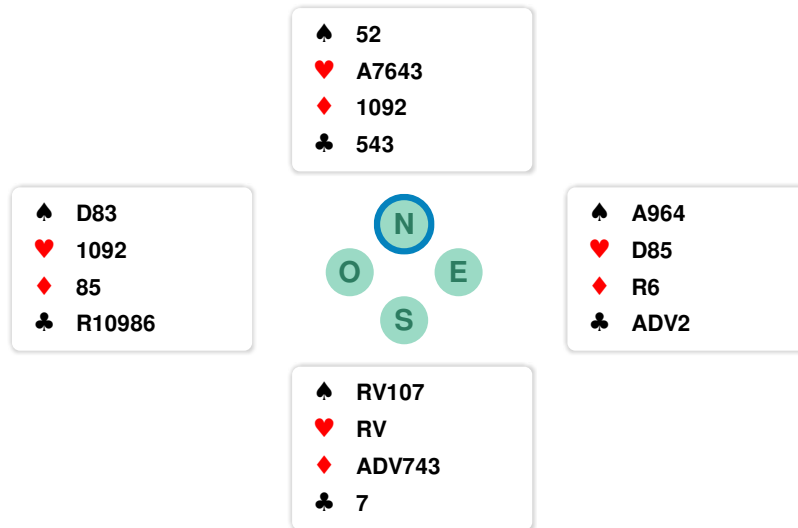 ♠ 52
♥ A7643
♦ 1092
♣ 543
♠ D83
♥ 1092
♦ 85
♣ R10986
N
O E
S
♠ A964
♥ D85
♦ R6
♣ ADV2
♠ RV107
♥ RV
♦ ADV743
♣ 7